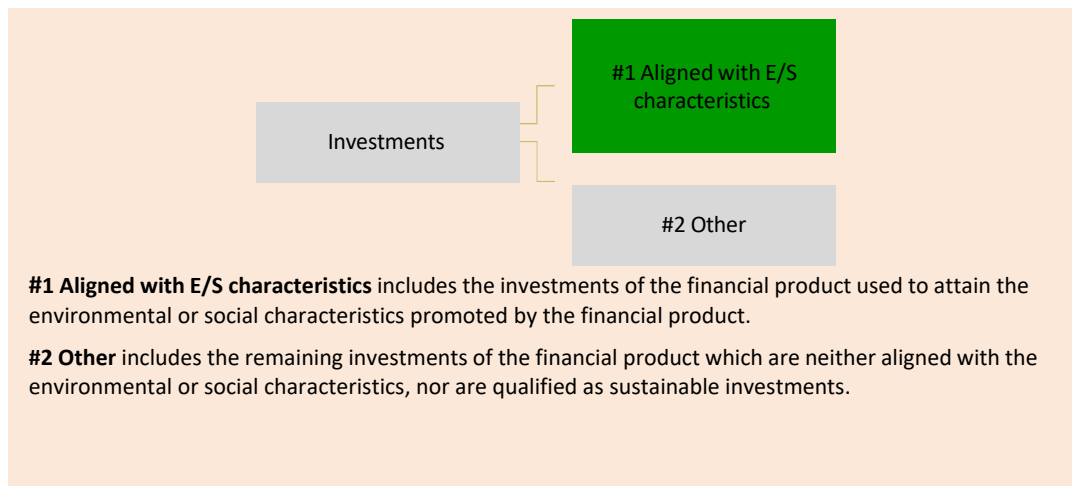 #1 Aligned with E/S
characteristics
Investments
#2 Other
#1 Aligned with E/S characteristics includes the investments of the financial product used to attain the
environmental or social characteristics promoted by the financial product.
#2 Other includes the remaining investments of the financial product which are neither aligned with the
environmental or social characteristics, nor are qualified as sustainable investments.